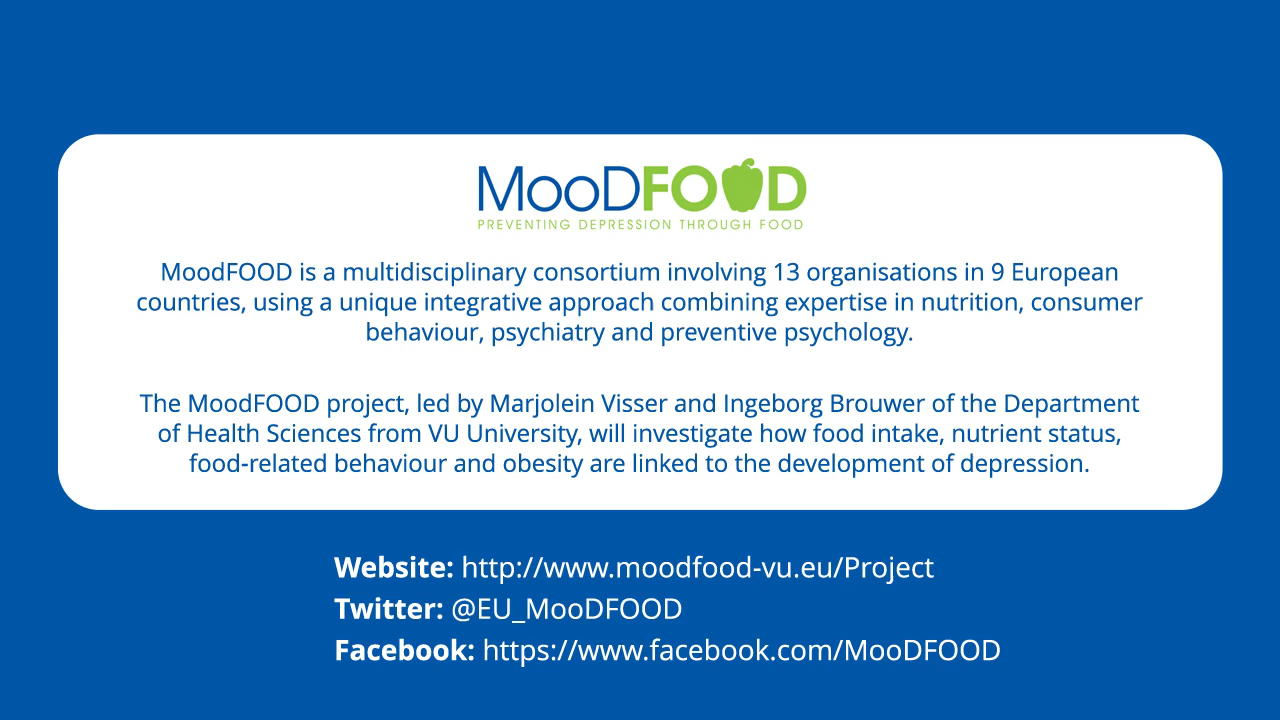 MooDFOOD
PREVENTING DEPRESSION THROUGH FOOD
MoodFOOD is a multidisciplinary consortium involving 13 organisations in 9 European
countries, using a unique integrative approach combining expertise in nutrition, consumer
behaviour, psychiatry and preventive psychology.
The MoodFOOD project, led by Marjolein Visser and Ingeborg Brouwer of the Department
of Health Sciences from VU University, will investigate how food intake, nutrient status,
food-related behaviour and obesity are linked to the development of depression.
Website: http://www.moodfood-vu.eu/Project
Twitter: @EU_MooDFOOD
Facebook: https://www.facebook.com/MooDFOOD